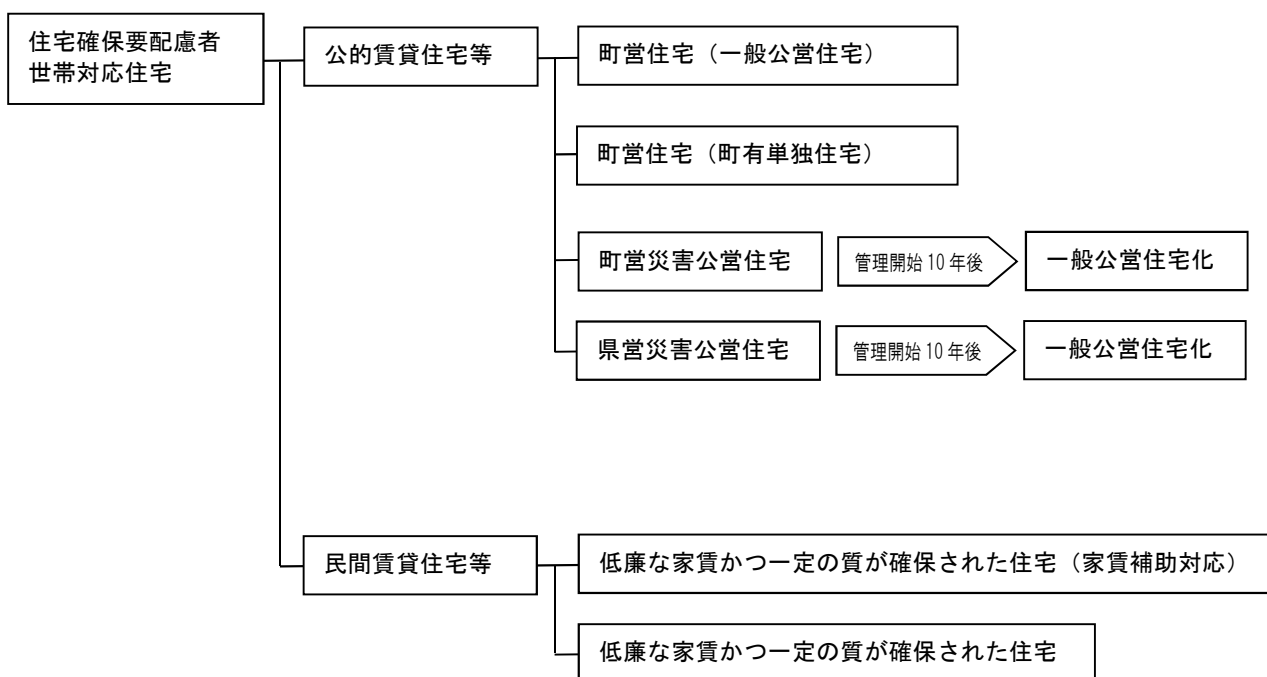 住宅確保要配慮者
世帯対応住宅
公的賃貸住宅等
町営住宅（一般公営住宅）
町営住宅（町有単独住宅）
町営災害公営住宅
管理開始 10 年後
一般公営住宅化
県営災害公営住宅
管理開始 10 年後
一般公営住宅化
民間賃貸住宅等
低廉な家賃かつ一定の質が確保された住宅（家賃補助対応）
低廉な家賃かつ一定の質が確保された住宅